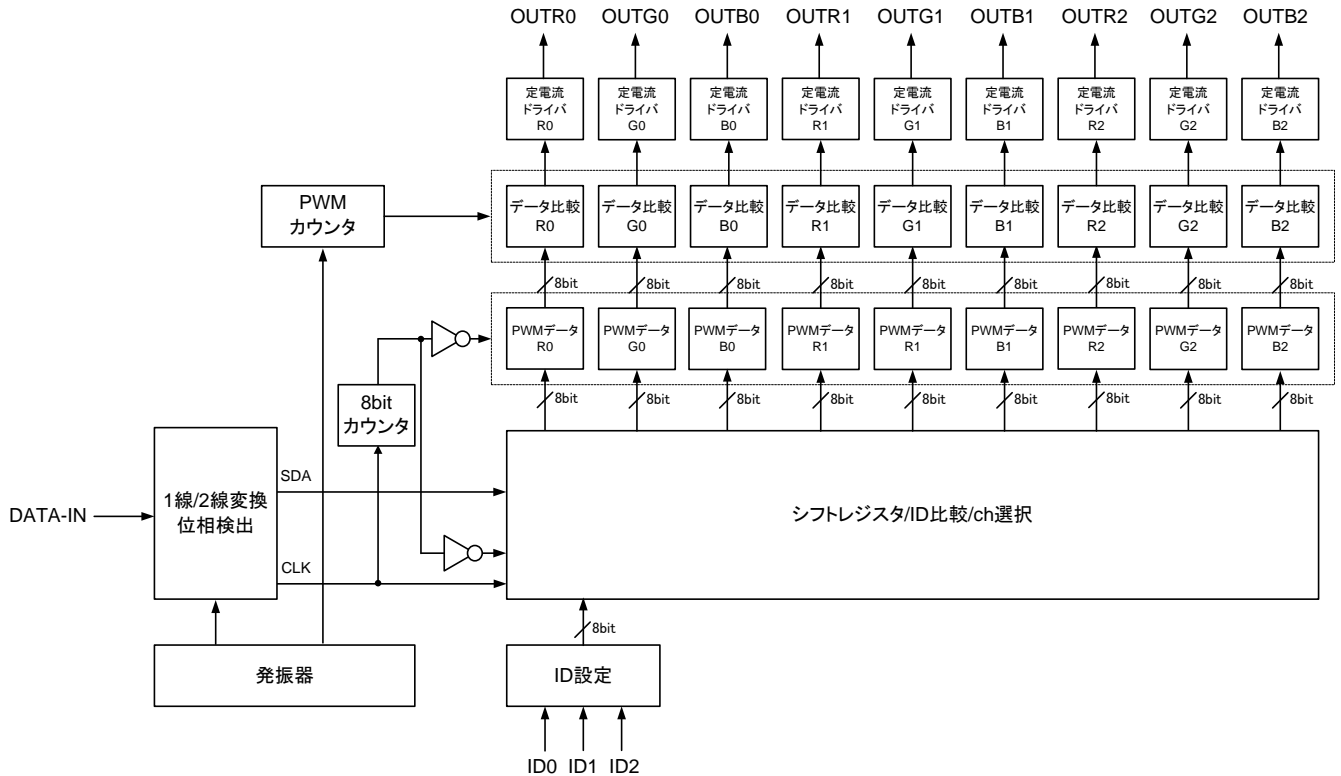 OUTR0 OUTG0 OUTB0 OUTR1 OUTG1 OUTB1 OUTR2 OUTG2 OUTB2
定電流 定電流 定電流 定電流 定電流 定電流 定電流 定電流 定電流
ドライバ ドライバ ドライバ ドライバ ドライバ ドライバ ドライバ ドライバ ドライバ
R0 G0 B0 R1 G1 B1 R2 G2 B2
PWM
カウンタ
データ比較 データ比較 データ比較 データ比較 データ比較 データ比較 データ比較 データ比較 データ比較
R0 G0 B0 R1 G1 B1 R2 G2 B2
8bit 8bit 8bit 8bit 8bit 8bit 8bit 8bit 8bit
PWMデータ PWMデータ PWMデータ PWMデータ PWMデータ PWMデータ PWMデータ PWMデータ PWMデータ
R0 G0 B0 R1 R1 B1 R2 G2 B2
8bit 8bit 8bit 8bit 8bit 8bit 8bit 8bit 8bit
8bit
カウンタ
DATA-IN
1線/2線変換
位相検出
SDA
CLK
シフトレジスタ/ID比較/ch選択
8bit
発振器
ID設定
ID0 ID1 ID2